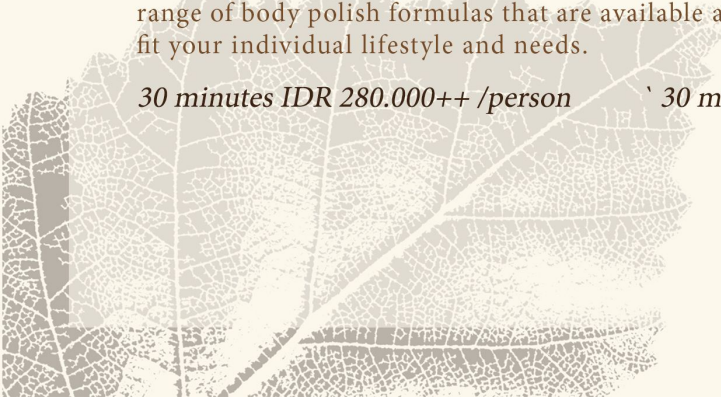 range of body polish formulas that are available
fit your individual lifestyle and needs.
30 minutes IDR 280.000++ /person ` 30